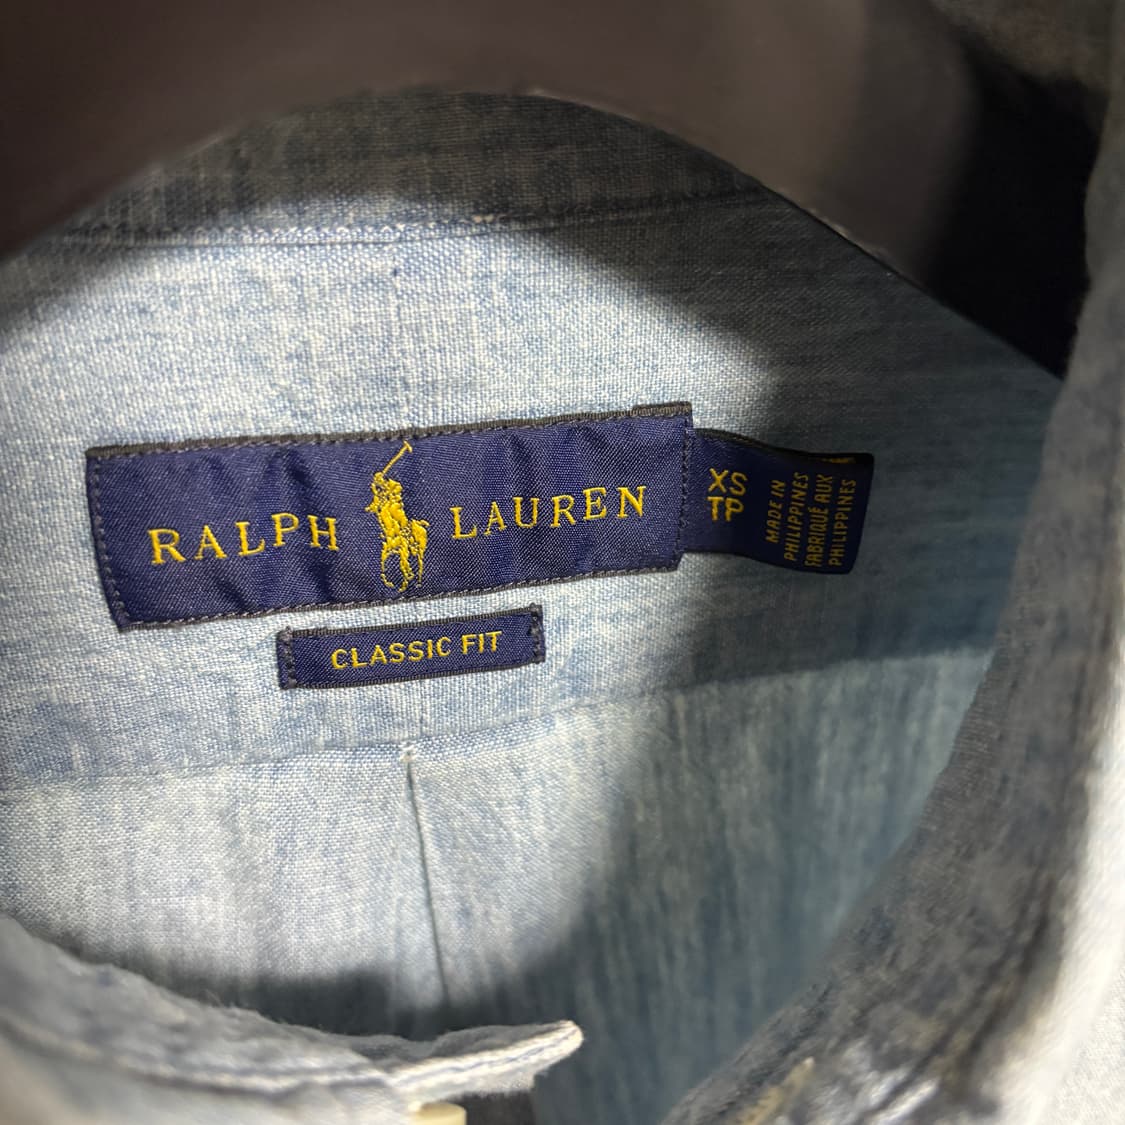 RALPH LAUREN
CLASSIC FIT
XS
TP
MADE IN
PHILIPPINES
FABRIQUÉ AUX
PHILIPPINES